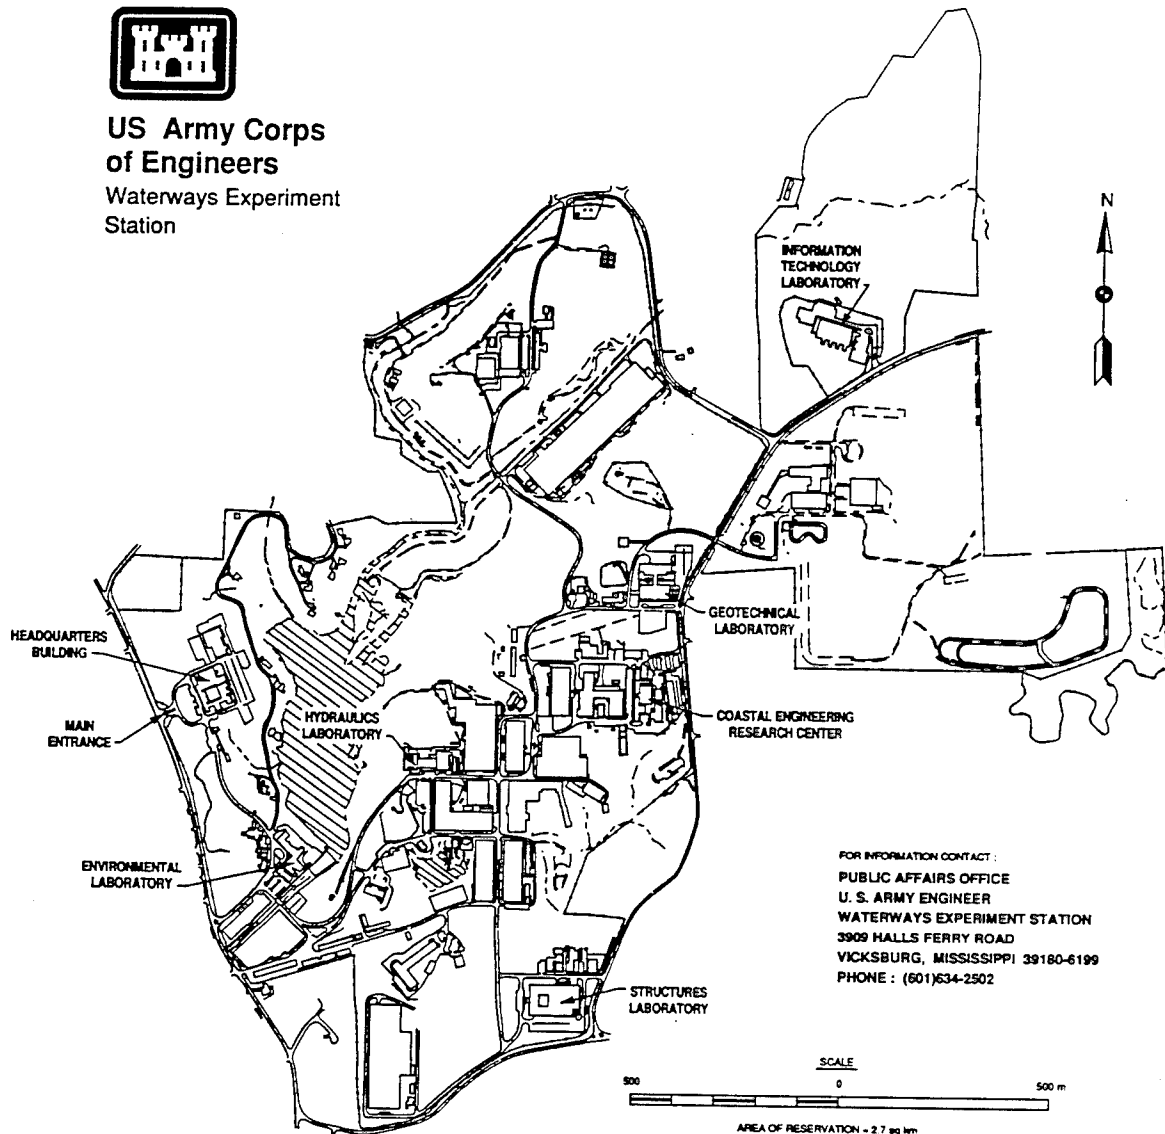 US Army Corps
of Engineers
Waterways Experiment
Station
N
INFORMATION
TECHNOLOGY
LABORATORY
HEADQUARTERS
BUILDING
GEOTECHNICAL
LABORATORY
MAIN
ENTRANCE
HYDRAULICS
LABORATORY
COASTAL ENGINEERING
RESEARCH CENTER
ENVIRONMENTAL
LABORATORY
STRUCTURES
LABORATORY
FOR INFORMATION CONTACT :
PUBLIC AFFAIRS OFFICE
U. S. ARMY ENGINEER
WATERWAYS EXPERIMENT STATION
3909 HALLS FERRY ROAD
VICKSBURG, MISSISSIPPI 39180-6199
PHONE : (601)634-2502
SCALE
500 0 500 m
AREA OF RESERVATION - 2.7 sq km